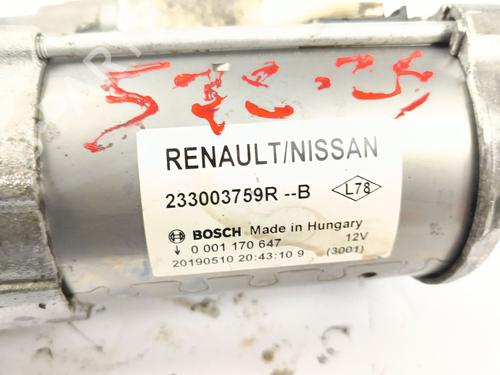 RENAULT/NISSAN
233003759R --B
L78
BOSCH Made in Hungary
0 001 170 647 12V
20190510 20:43:10 9 (3001)